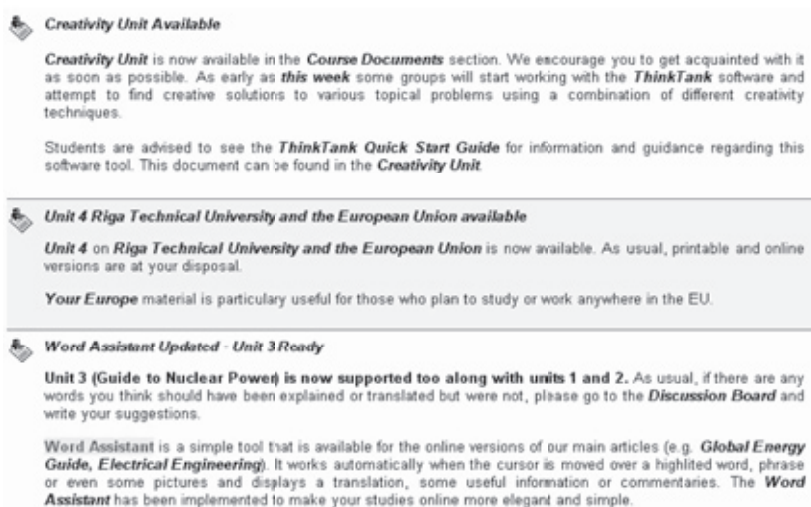 Creativity Unit Available
Creativity Unit is now available in the Course Documents section. We encourage you to get acquainted with it
as soon as possible. As early as this week some groups will start working with the ThinkTank software and
attempt to find creative solutions to various topical problems using a combination of different creativity
techniques.
Students are advised to see the ThinkTank Quick Start Guide for information and guidance regarding this
software tool. This document can be found in the Creativity Unit.
Unit 4 Riga Technical University and the European Union available
Unit 4 on Riga Technical University and the European Union is now available. As usual, printable and online
versions are at your disposal.
Your Europe material is particulary useful for those who plan to study or work anywhere in the EU.
Word Assistant Updated - Unit 3 Ready
Unit 3 (Guide to Nuclear Power) is now supported too along with units 1 and 2. As usual, if there are any
words you think should have been explained or translated but were not, please go to the Discussion Board and
write your suggestions.
Word Assistant is a simple tool that is available for the online versions of our main articles (e.g. Global Energy
Guide, Electrical Engineering). It works automatically when the cursor is moved over a highlited word, phrase
or even some pictures and displays a translation, some useful information or commentaries. The Word
Assistant has been implemented to make your studies online more elegant and simple.